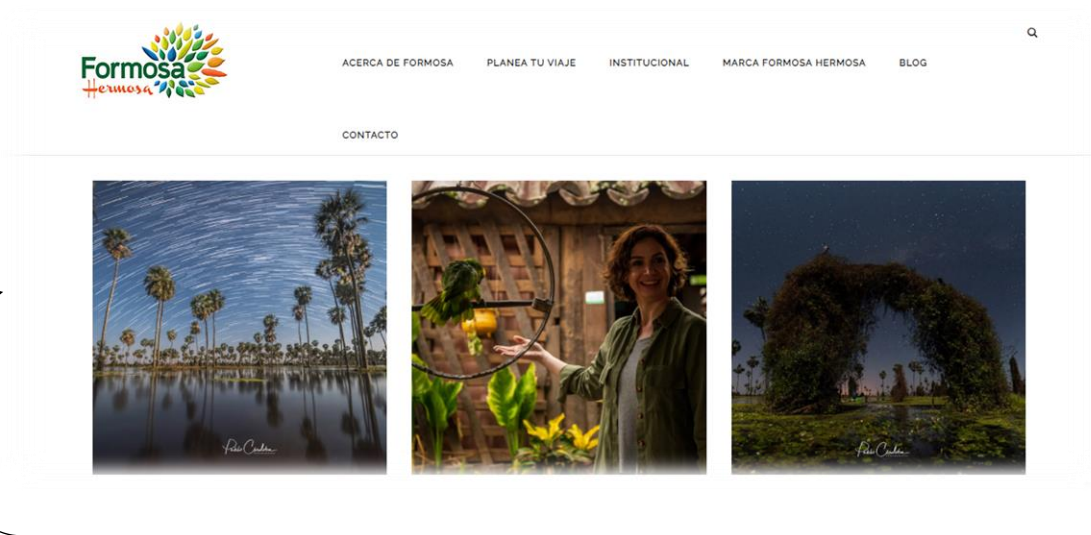 Formosa
Hermosa
ACERCA DE FORMOSA PLANEA TU VIAJE INSTITUCIONAL MARCA FORMOSA HERMOSA BLOG
CONTACTO